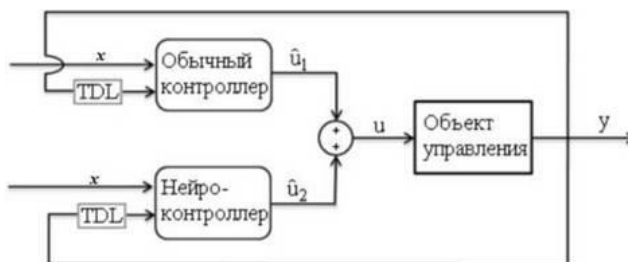 x
TDL
Обычный
контроллер
û1
+
+
u
Объект
управления
y
x
TDL
Нейро-
контроллер
û2